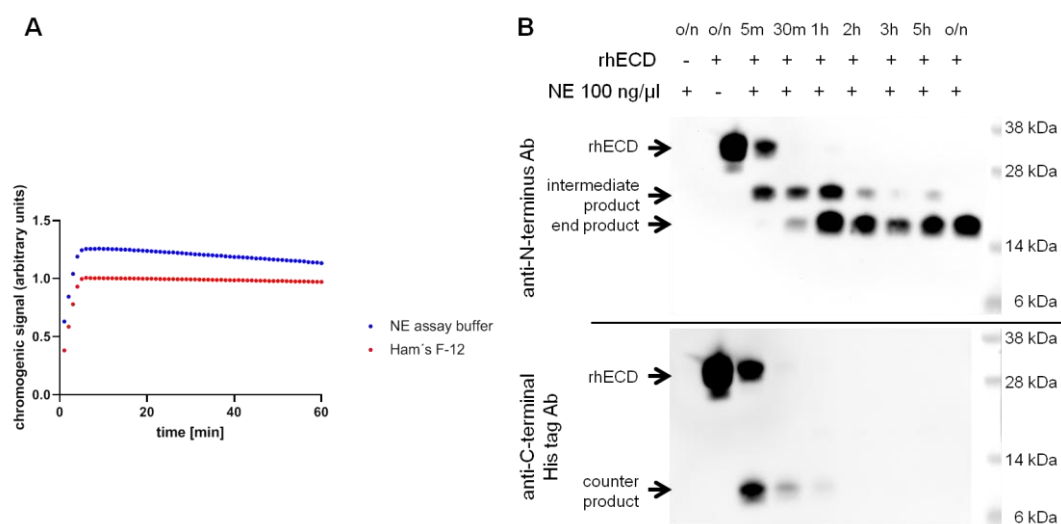 A
chromogenic signal (arbitrary units)
1.5
1.0
0.5
0.0
0
20
40
60
time [min]
NE assay buffer
Ham´s F-12
B
o/n o/n 5m 30m 1h 2h 3h 5h o/n
rhECD - + + + + + + + +
NE 100 ng/µl + - + + + + + + +
anti-N-terminus Ab
rhECD
intermediate
product
end product
38 kDa
28 kDa
14 kDa
6 kDa
anti-C-terminal
His tag Ab
rhECD
counter
product
38 kDa
28 kDa
14 kDa
6 kDa